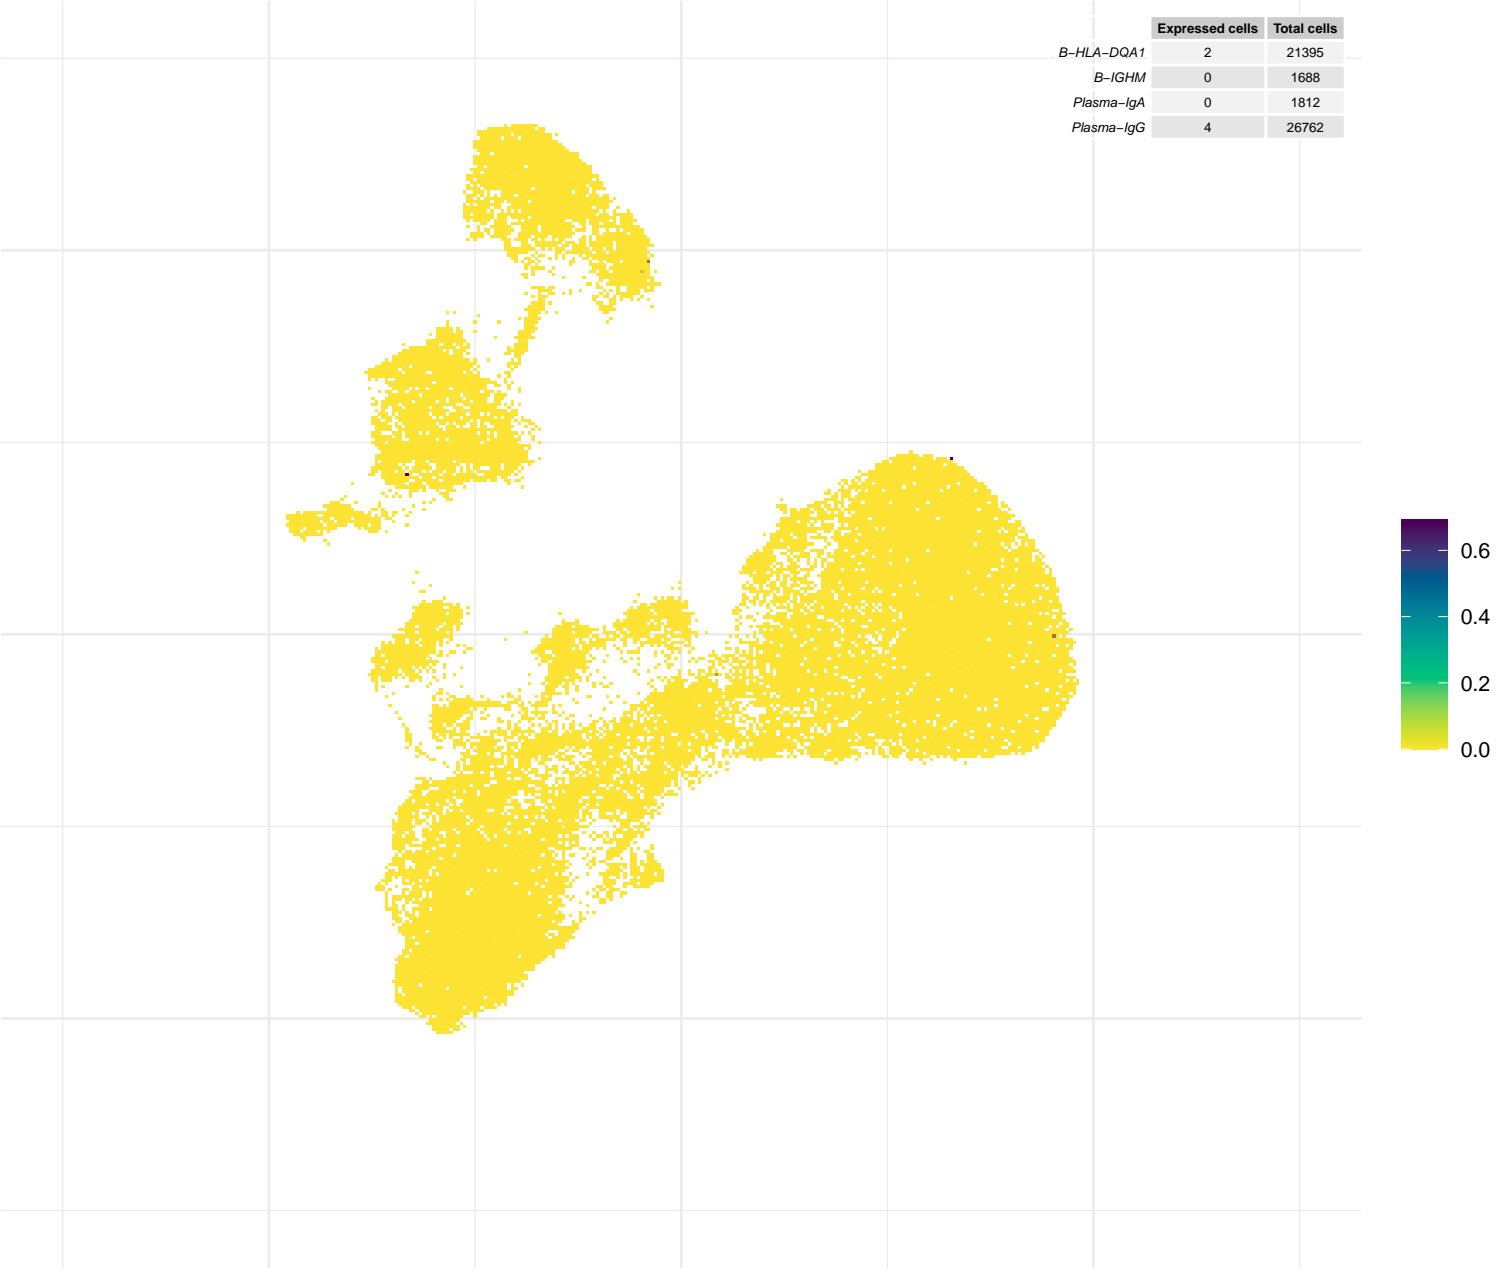 Expressed cells Total cells
B−HLA−DQA1 2 21395
B−IGHM 0 1688
Plasma−IgA 0 1812
Plasma−IgG 4 26762
0.6
0.4
0.2
0.0